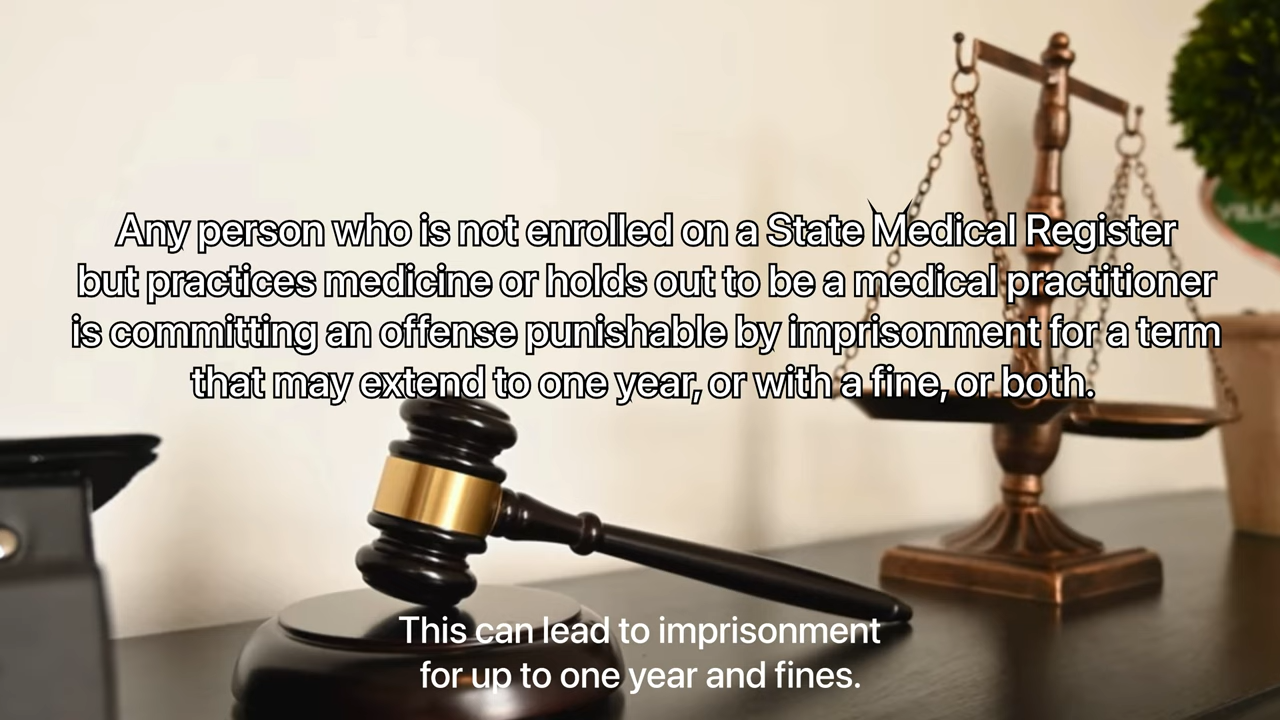 Any person who is not enrolled on a State Medical Register
but practices medicine or holds out to be a medical practitioner
is committing an offense punishable by imprisonment for a term
that may extend to one year, or with a fine, or both.
This can lead to imprisonment
for up to one year and fines.